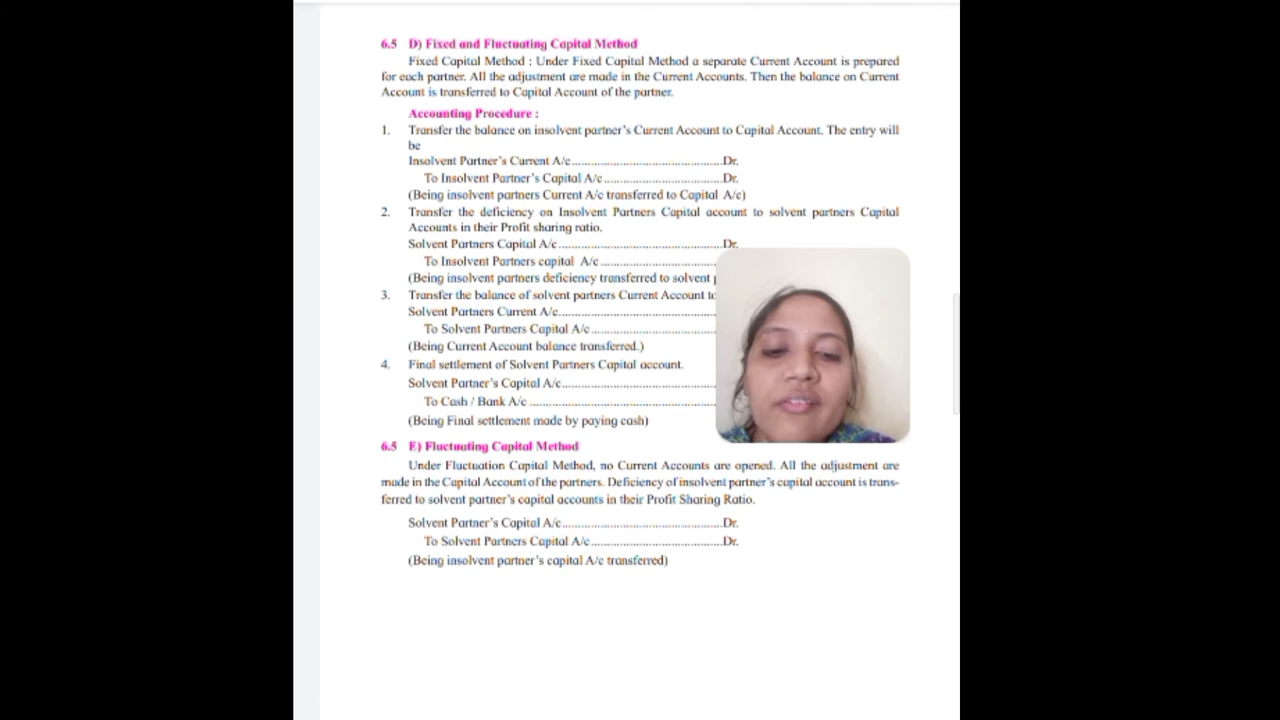 6.5 D) Fixed and Fluctuating Capital Method
Fixed Capital Method : Under Fixed Capital Method a separate Current Account is prepared
for each partner. All the adjustment are made in the Current Accounts. Then the balance on Current
Account is transferred to Capital Account of the partner.
Accounting Procedure :
1. Transfer the balance on insolvent partner's Current Account to Capital Account. The entry will
be
Insolvent Partner's Current A/c......................................................Dr.
To Insolvent Partner's Capital A/c..........................................Dr.
(Being insolvent partners Current A/c transferred to Capital A/c)
2. Transfer the deficiency on Insolvent Partners Capital account to solvent partners Capital
Accounts in their Profit sharing ratio.
Solvent Partners Capital A/c...........................................................Dr.
To Insolvent Partners capital A/c..........................................
(Being insolvent partners deficiency transferred to solvent
3. Transfer the balance of solvent partners Current Account to
Solvent Partners Current A/c........................................................
To Solvent Partners Capital A/c.............................................
(Being Current Account balance transferred.)
4. Final settlement of Solvent Partners Capital account.
Solvent Partner's Capital A/c.......................................................
To Cash / Bank A/c .................................................................
(Being Final settlement made by paying cash)
6.5 E) Fluctuating Capital Method
Under Fluctuation Capital Method, no Current Accounts are opened. All the adjustment are
made in the Capital Account of the partners. Deficiency of insolvent partner's capital account is trans-
ferred to solvent partner's capital accounts in their Profit Sharing Ratio.
Solvent Partner's Capital A/c.........................................................Dr.
To Solvent Partners Capital A/c..............................................Dr.
(Being insolvent partner's capital A/c transferred)